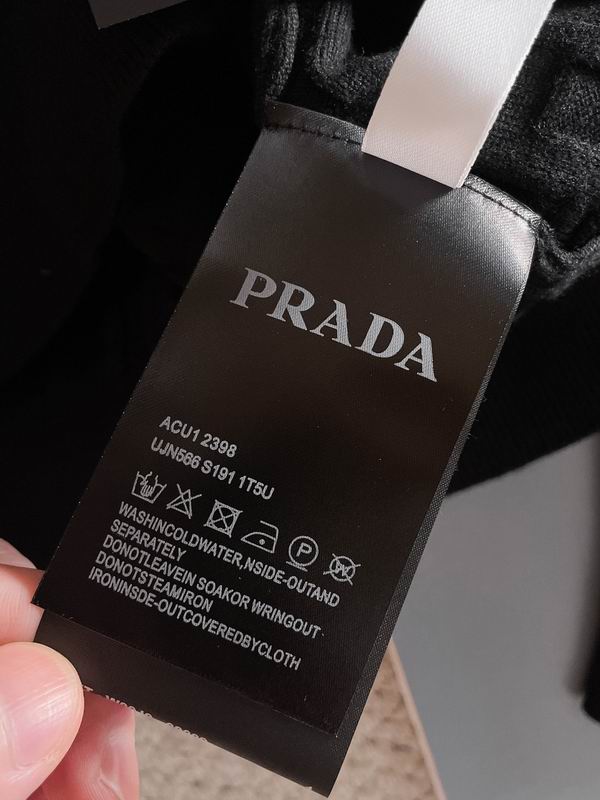 PRADA
ACU1 2398
UJN566 S191 1T5U
P
W
WASHINCOLDWATER,NSIDE-OUTAND
SEPARATELY
DONOTLEAVEIN SOAKOR WRINGOUT
DONOTSTEAMIRON
IRONINSDE-OUTCOVEREDBYCLOTH